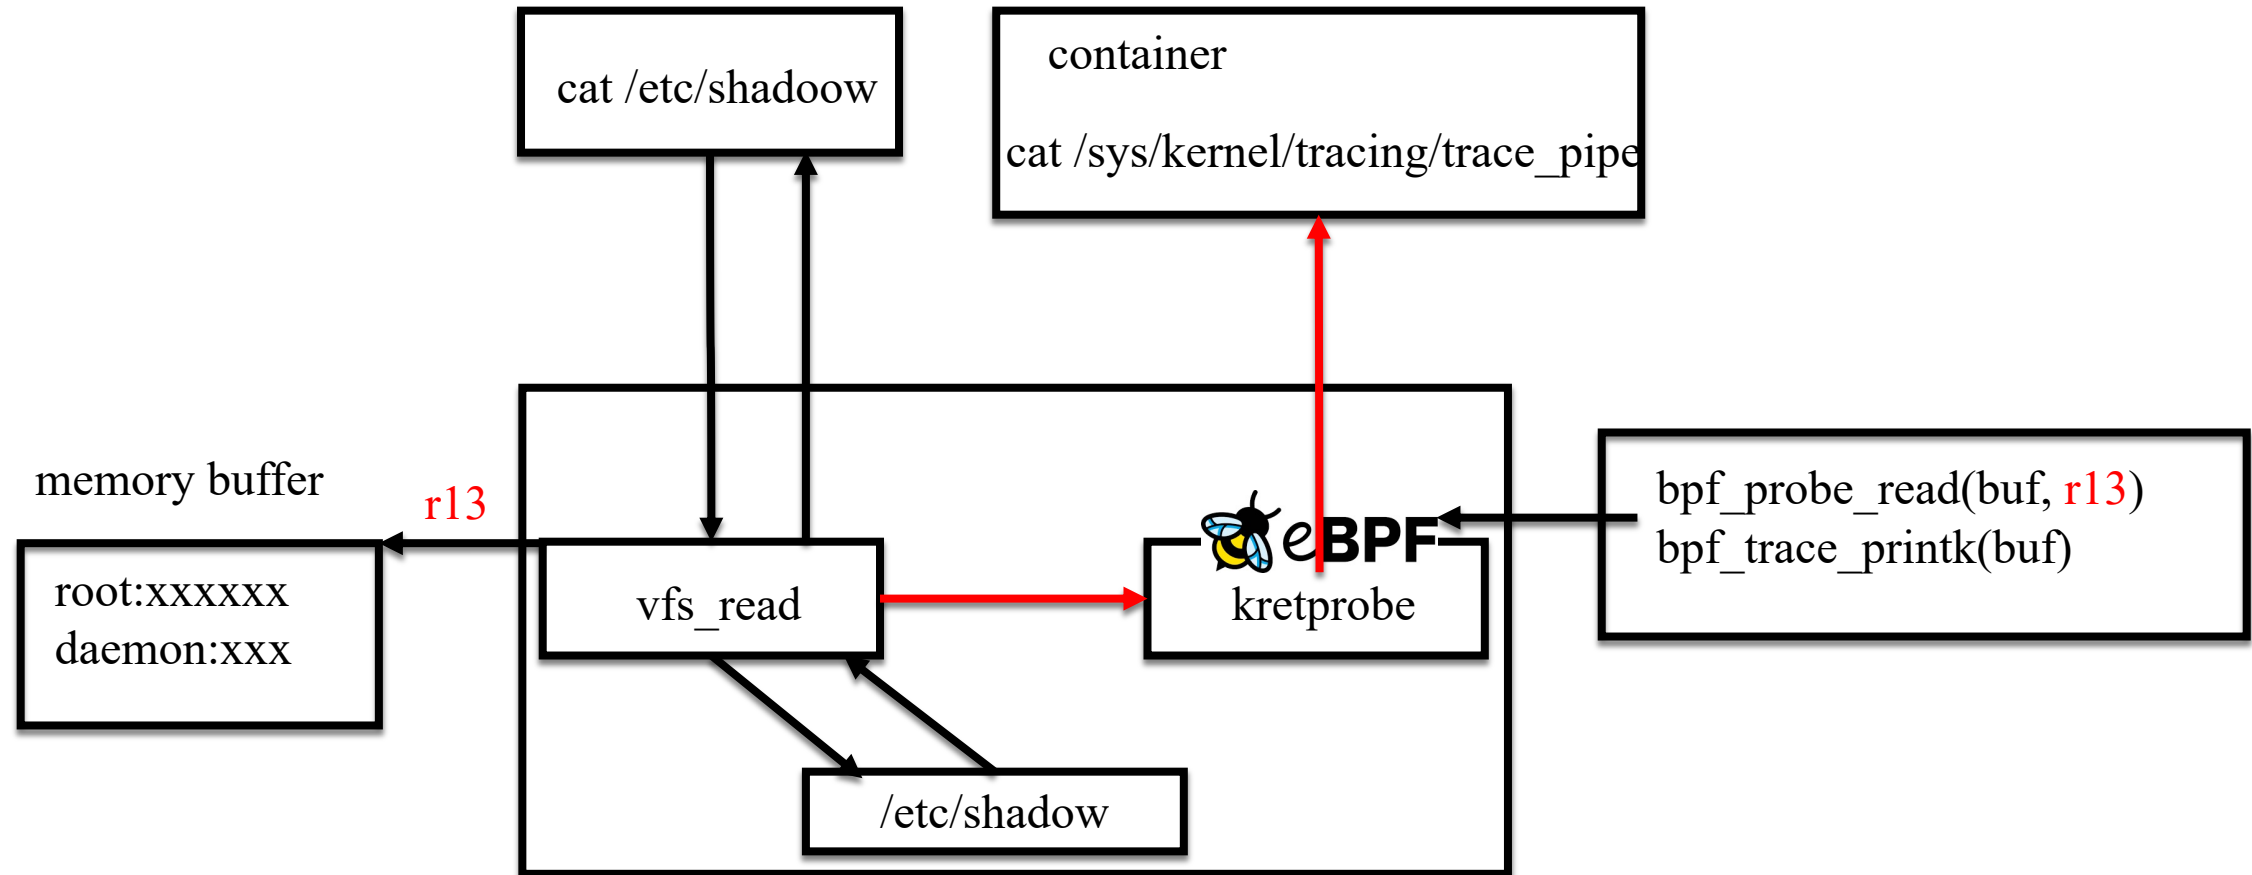 cat /etc/shadoow
container
cat /sys/kernel/tracing/trace_pipe
memory buffer
r13
root:xxxxxx
daemon:xxx
vfs_read
eBPF
kretprobe
bpf_probe_read(buf, r13)
bpf_trace_printk(buf)
/etc/shadow